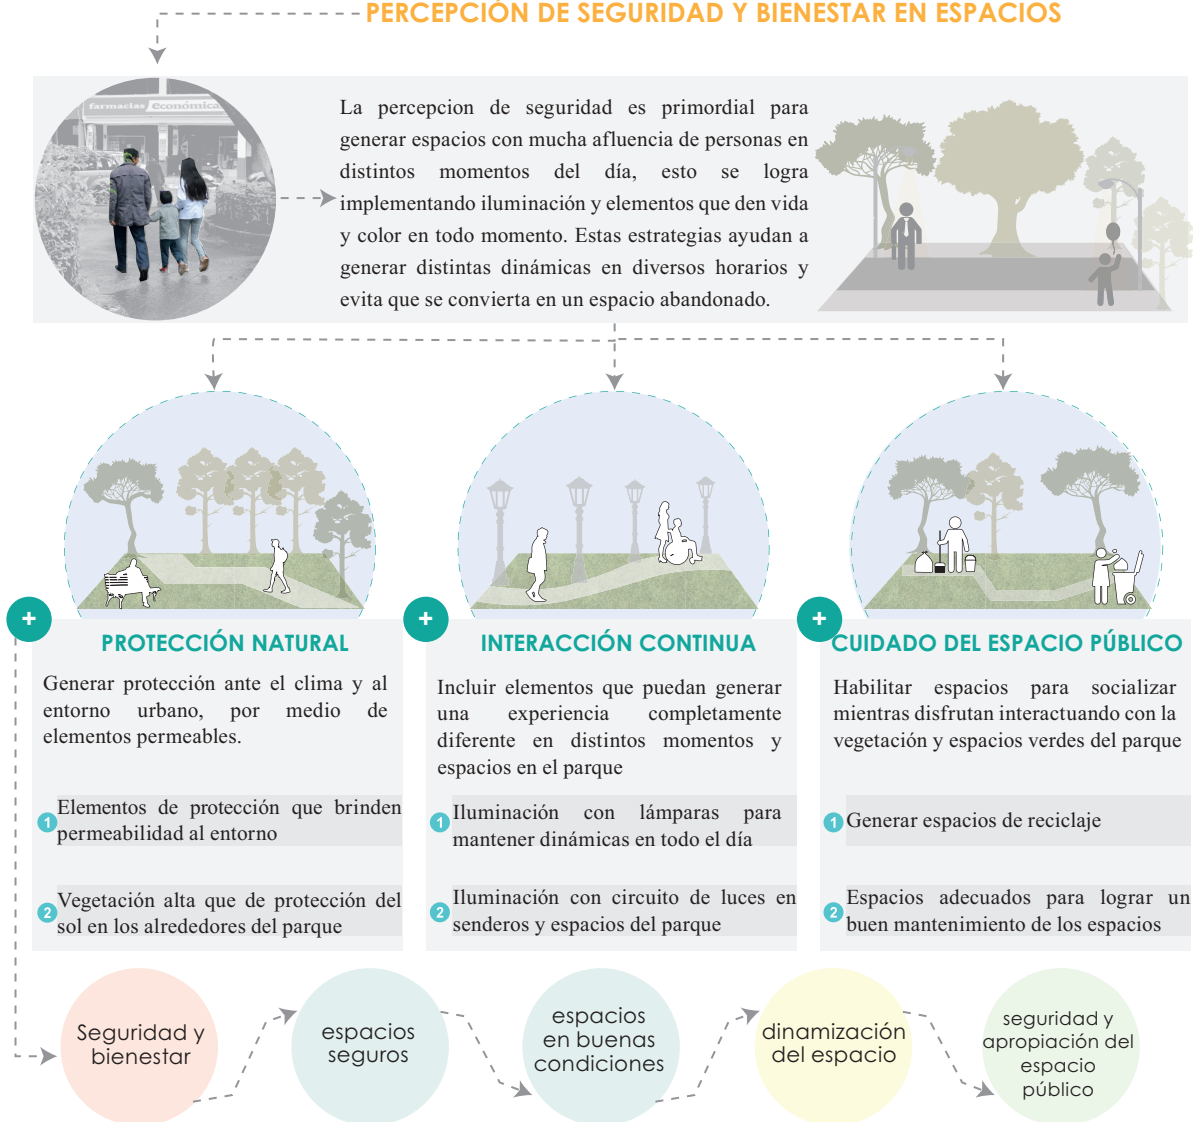 PERCEPCIÓN DE SEGURIDAD Y BIENESTAR EN ESPACIOS
farmacias económicas
La percepcion de seguridad es primordial para
generar espacios con mucha afluencia de personas en
distintos momentos del día, esto se logra
implementando iluminación y elementos que den vida
y color en todo momento. Estas estrategias ayudan a
generar distintas dinámicas en diversos horarios y
evita que se convierta en un espacio abandonado.
+
PROTECCIÓN NATURAL
Generar protección ante el clima y al
entorno urbano, por medio de
elementos permeables.
1 Elementos de protección que brinden
permeabilidad al entorno
2 Vegetación alta que de protección del
sol en los alrededores del parque
+
INTERACCIÓN CONTINUA
Incluir elementos que puedan generar
una experiencia completamente
diferente en distintos momentos y
espacios en el parque
1 Iluminación con lámparas para
mantener dinámicas en todo el día
2 Iluminación con circuito de luces en
senderos y espacios del parque
+
CUIDADO DEL ESPACIO PÚBLICO
Habilitar espacios para socializar
mientras disfrutan interactuando con la
vegetación y espacios verdes del parque
1 Generar espacios de reciclaje
2 Espacios adecuados para lograr un
buen mantenimiento de los espacios
Seguridad y
bienestar
espacios
seguros
espacios
en buenas
condiciones
dinamización
del espacio
seguridad y
apropiación del
espacio
público